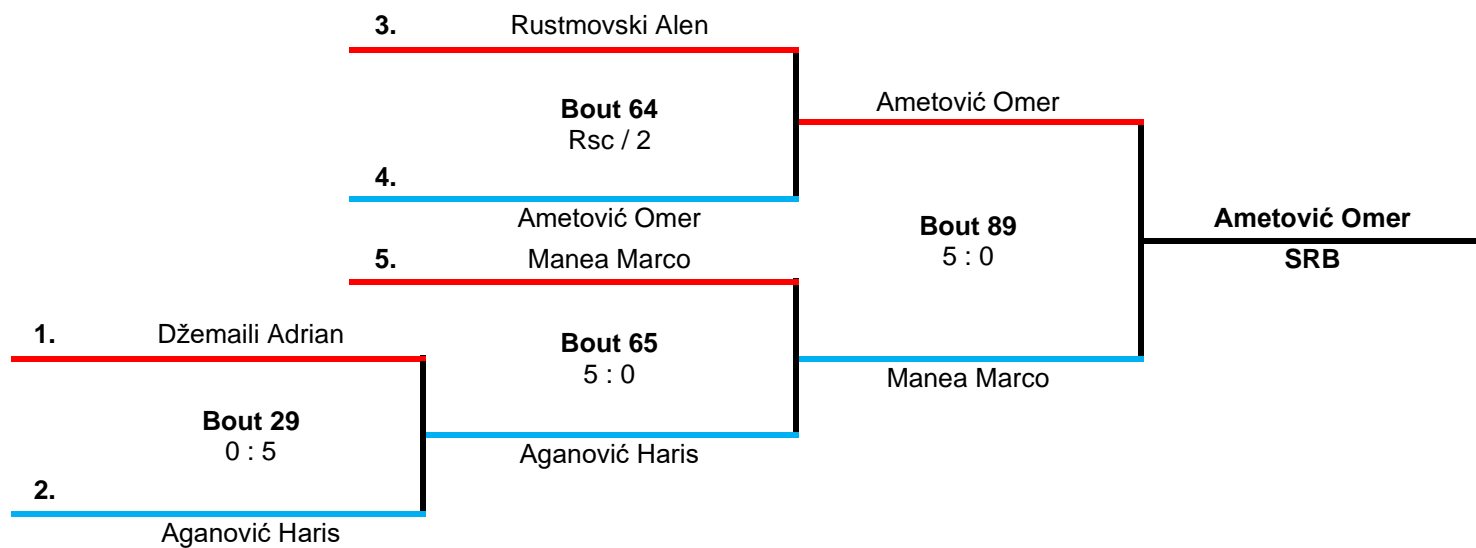 3. Rustmovski Alen
Bout 64
Rsc / 2
4.
Ametović Omer
5. Manea Marco
Bout 65
5 : 0
Aganović Haris
1. Džemaili Adrian
Bout 29
0 : 5
2.
Aganović Haris
Ametović Omer
Bout 89
5 : 0
Manea Marco
Ametović Omer
SRB